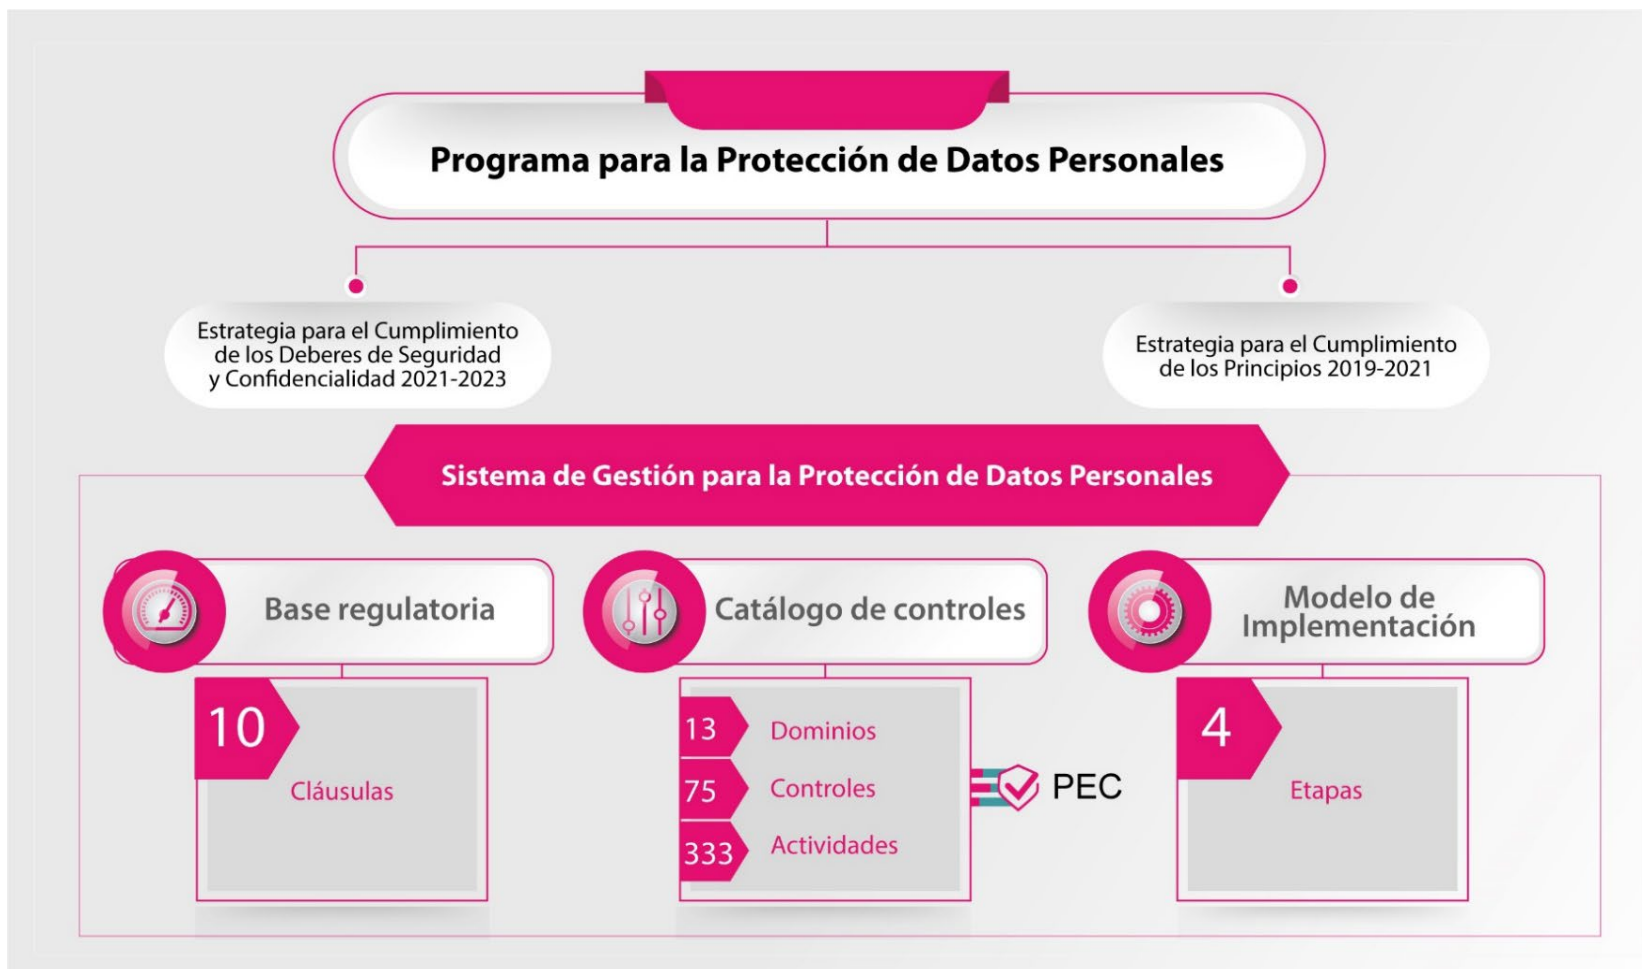 Programa para la Protección de Datos Personales
Estrategia para el Cumplimiento
de los Deberes de Seguridad
y Confidencialidad 2021-2023
Estrategia para el Cumplimiento
de los Principios 2019-2021
Sistema de Gestión para la Protección de Datos Personales
Base regulatoria
10
Cláusulas
Catálogo de controles
13 Dominios
75 Controles
333 Actividades
PEC
Modelo de
Implementación
4
Etapas